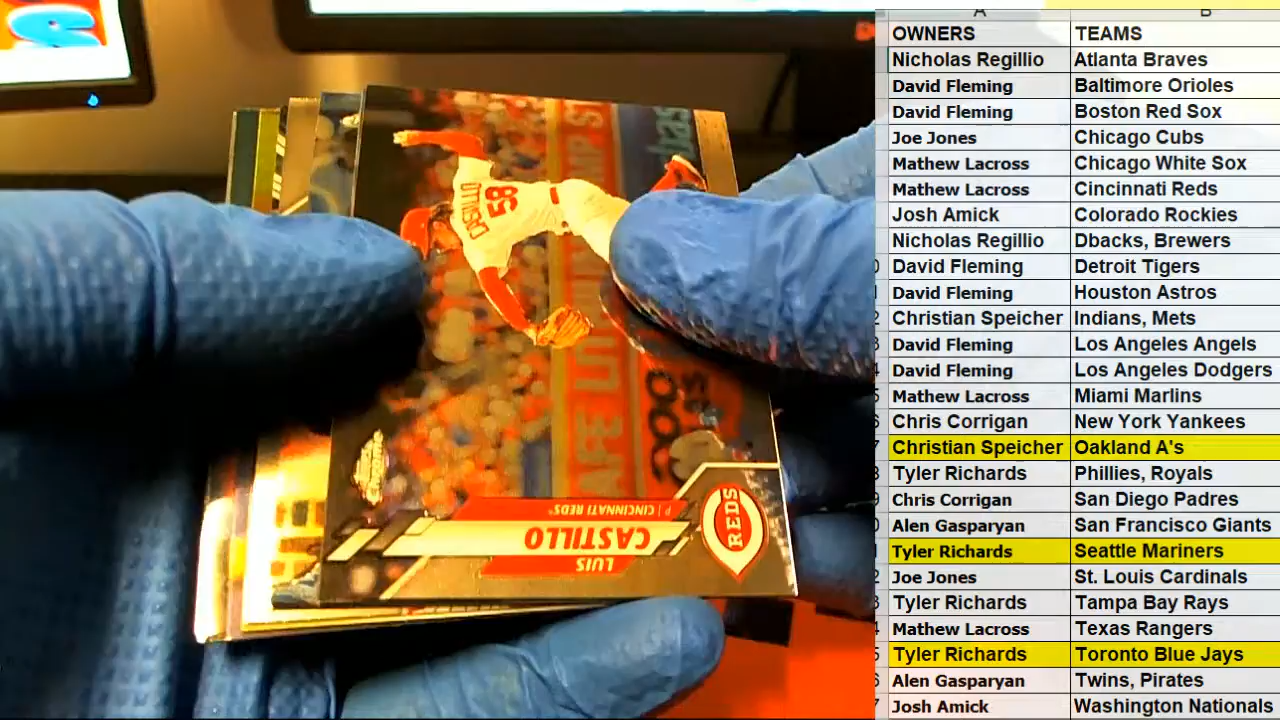 A B
OWNERS TEAMS
Nicholas Regillio Atlanta Braves
David Fleming Baltimore Orioles
David Fleming Boston Red Sox
Joe Jones Chicago Cubs
Mathew Lacross Chicago White Sox
Mathew Lacross Cincinnati Reds
Josh Amick Colorado Rockies
Nicholas Regillio Dbacks, Brewers
David Fleming Detroit Tigers
David Fleming Houston Astros
Christian Speicher Indians, Mets
David Fleming Los Angeles Angels
David Fleming Los Angeles Dodgers
Mathew Lacross Miami Marlins
Chris Corrigan New York Yankees
Christian Speicher Oakland A's
Tyler Richards Phillies, Royals
Chris Corrigan San Diego Padres
Alen Gasparyan San Francisco Giants
Tyler Richards Seattle Mariners
Joe Jones St. Louis Cardinals
Tyler Richards Tampa Bay Rays
Mathew Lacross Texas Rangers
Tyler Richards Toronto Blue Jays
Alen Gasparyan Twins, Pirates
Josh Amick Washington Nationals
CASTILLO
58
REDS
LUIS
CASTILLO
P | CINCINNATI REDS